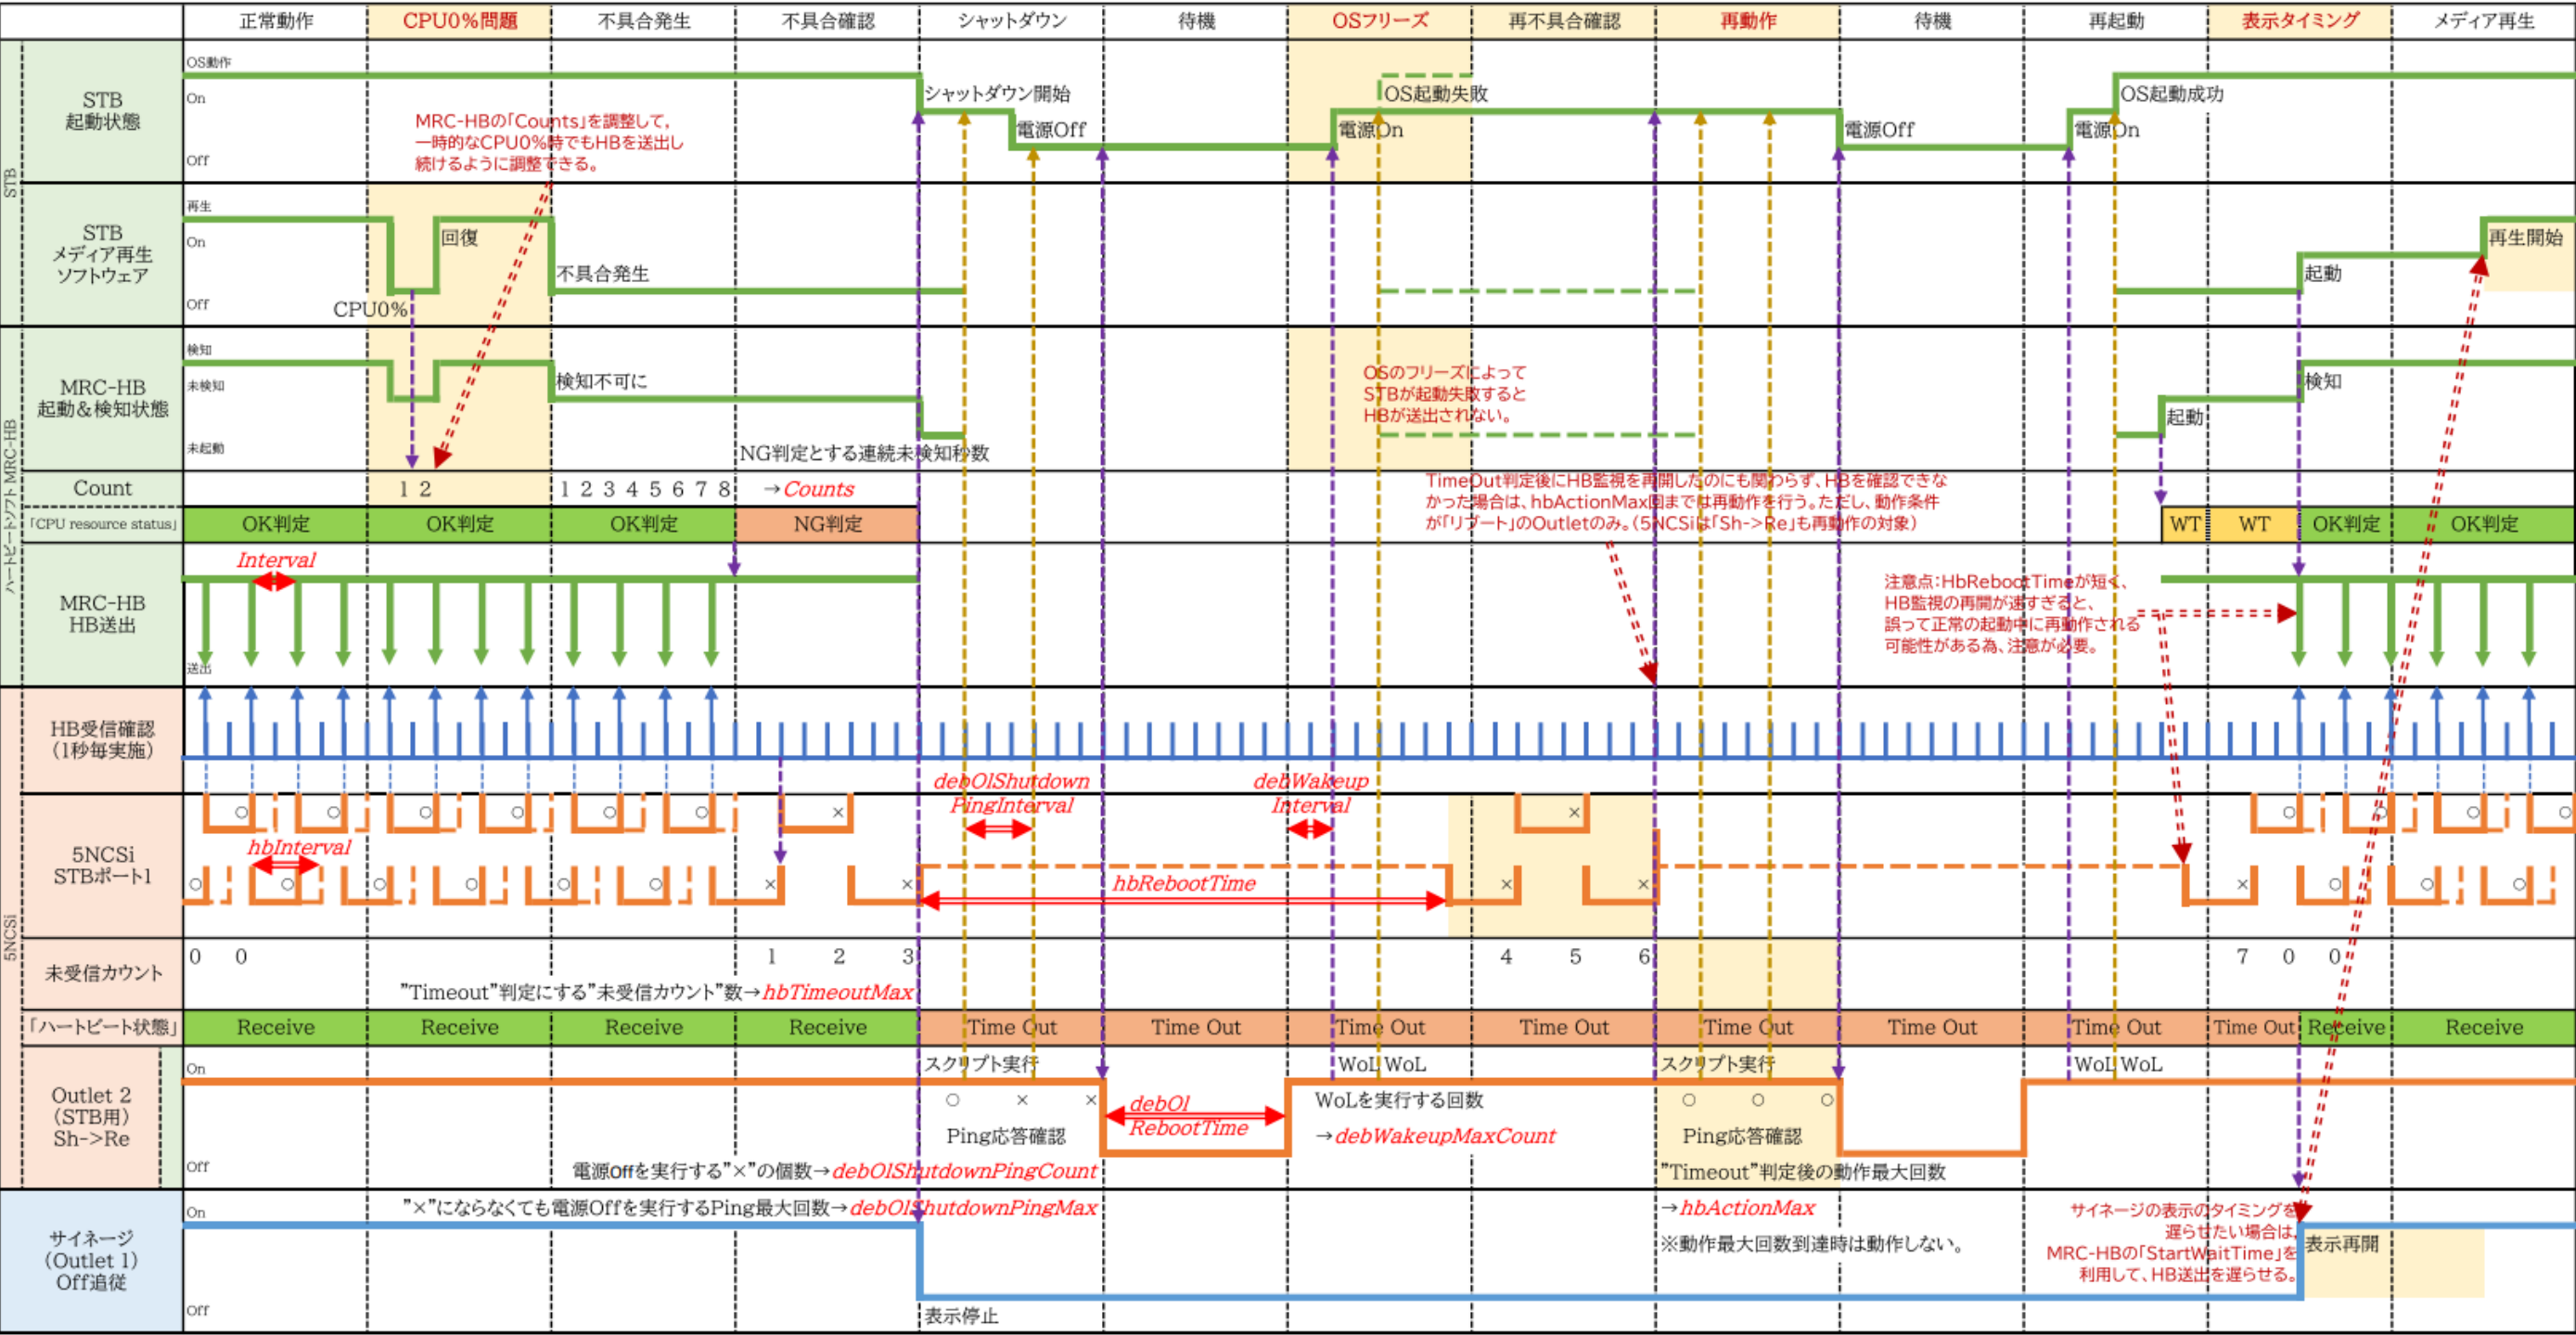 正常動作
CPU0%問題
不具合発生
不具合確認
シャットダウン
待機
OSフリーズ
再不具合確認
再動作
待機
再起動
表示タイミング
メディア再生
STB
STB
起動状態
OS動作
On
Off
MRC-HBの「Counts」を調整して，
一時的なCPU0%時でもHBを送出し
続けるように調整できる。
シャットダウン開始
電源Off
OS起動失敗
電源On
電源Off
OS起動成功
電源On
STB
メディア再生
ソフトウェア
再生
On
Off
CPU0%
回復
不具合発生
起動
再生開始
ハートビートソフト MRC-HB
MRC-HB
起動＆検知状態
検知
未検知
未起動
検知不可に
NG判定とする連続未検知秒数
OSのフリーズによって
STBが起動失敗すると
HBが送出されない。
起動
検知
Count
1 2
1 2 3 4 5 6 7 8
→Counts
TimeOut判定後にHB監視を再開したのにも関わらず、HBを確認できな
かった場合は、hbActionMax回までは再動作を行う。ただし、動作条件
が「リブート」のOutletのみ。（5NCSiは「Sh->Re」も再動作の対象）
「CPU resource status」
OK判定
OK判定
OK判定
NG判定
WT
WT
OK判定
OK判定
MRC-HB
HB送出
Interval
送出
注意点：HbRebootTimeが短く、
HB監視の再開が速すぎると、
誤って正常の起動中に再動作される
可能性がある為、注意が必要。
5NCSi
HB受信確認
（1秒毎実施）
5NCSi
STBポート1
hbInterval
debOlShutdown
PingInterval
debWakeup
Interval
hbRebootTime
○ ○ ○ ○ ○ ○ × × ○ ○ ○ ○
○ ○ ○ ○ ○ ○ × × × × × ○ ○ ○
未受信カウント
0 0
1 2 3
4 5 6
7 0 0
”Timeout”判定にする”未受信カウント”数→hbTimeoutMax
「ハートビート状態」
Receive
Receive
Receive
Receive
Time Out
Time Out
Time Out
Time Out
Time Out
Time Out
Time Out
Time Out
Receive
Receive
Outlet 2
（STB用）
Sh->Re
On
Off
スクリプト実行
○ × ×
Ping応答確認
debOl
RebootTime
WoL WoL
WoLを実行する回数
→debWakeupMaxCount
スクリプト実行
○ ○ ○
Ping応答確認
WoL WoL
電源Offを実行する”×”の個数→debOlShutdownPingCount
”Timeout”判定後の動作最大回数
サイネージ
（Outlet 1）
Off追従
On
Off
”×”にならなくても電源Offを実行するPing最大回数→debOlShutdownPingMax
→hbActionMax
※動作最大回数到達時は動作しない。
サイネージの表示のタイミングを
遅らせたい場合は、
MRC-HBの「StartWaitTime」を
利用して、HB送出を遅らせる。
表示再開
表示停止